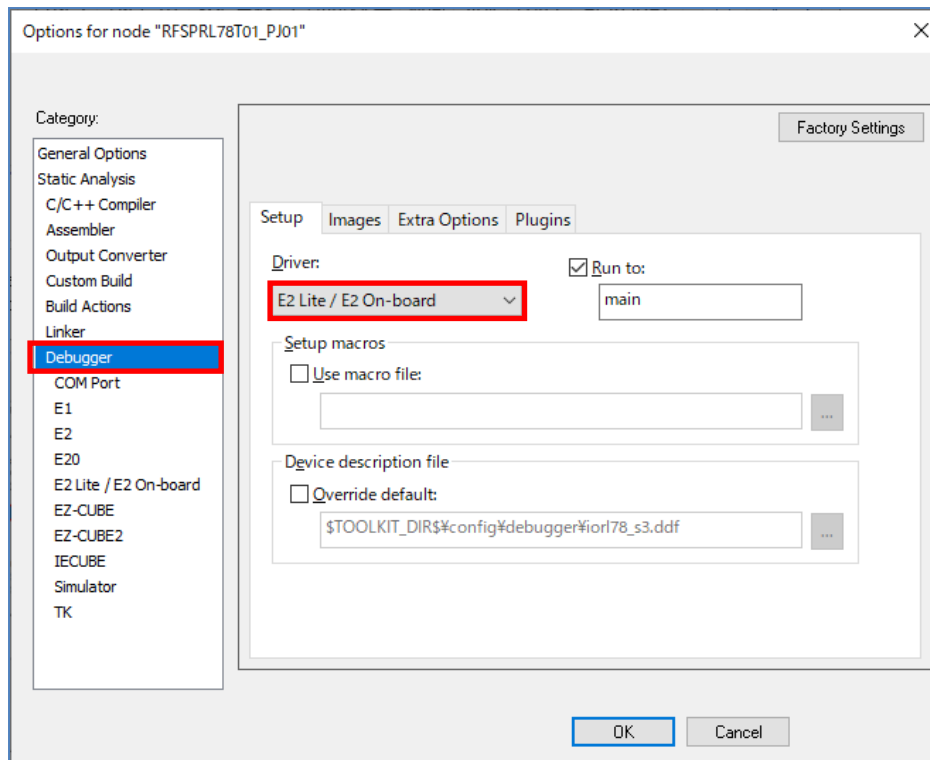 Options for node "RFSPRL78T01_PJ01"
Category:
Factory Settings
General Options
Static Analysis
C/C++ Compiler
Assembler
Output Converter
Custom Build
Build Actions
Linker
Debugger
COM Port
E1
E2
E20
E2 Lite / E2 On-board
EZ-CUBE
EZ-CUBE2
IECUBE
Simulator
TK
Setup Images Extra Options Plugins
Driver:
E2 Lite / E2 On-board
Run to:
main
Setup macros
Use macro file:
...
Device description file
Override default:
$TOOLKIT_DIR$¥config¥debugger¥iorl78_s3.ddf
...
OK Cancel